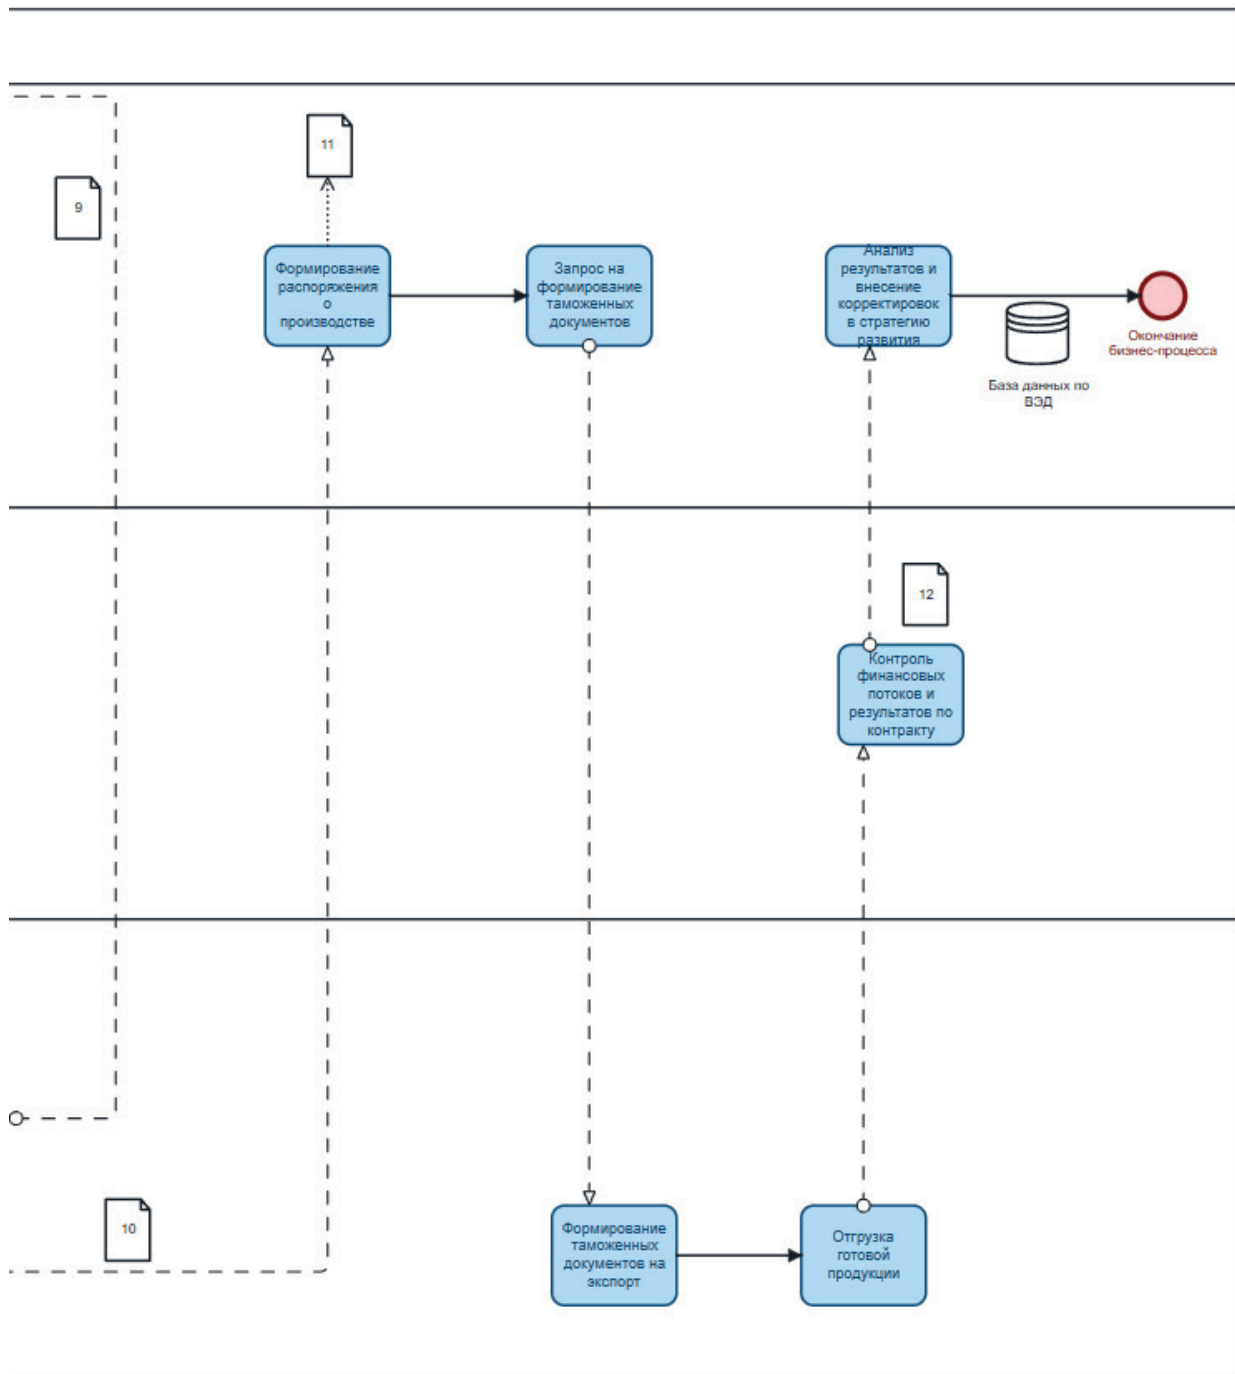 11
9
Формирование
распоряжения
о
производстве
Запрос на
формирование
таможенных
документов
Анализ
результатов и
внесение
корректировок
в стратегию
развития
Окончание
бизнес-процесса
База данных по
ВЭД
12
Контроль
финансовых
потоков и
результатов по
контракту
10
Формирование
таможенных
документов на
экспорт
Отгрузка
готовой
продукции